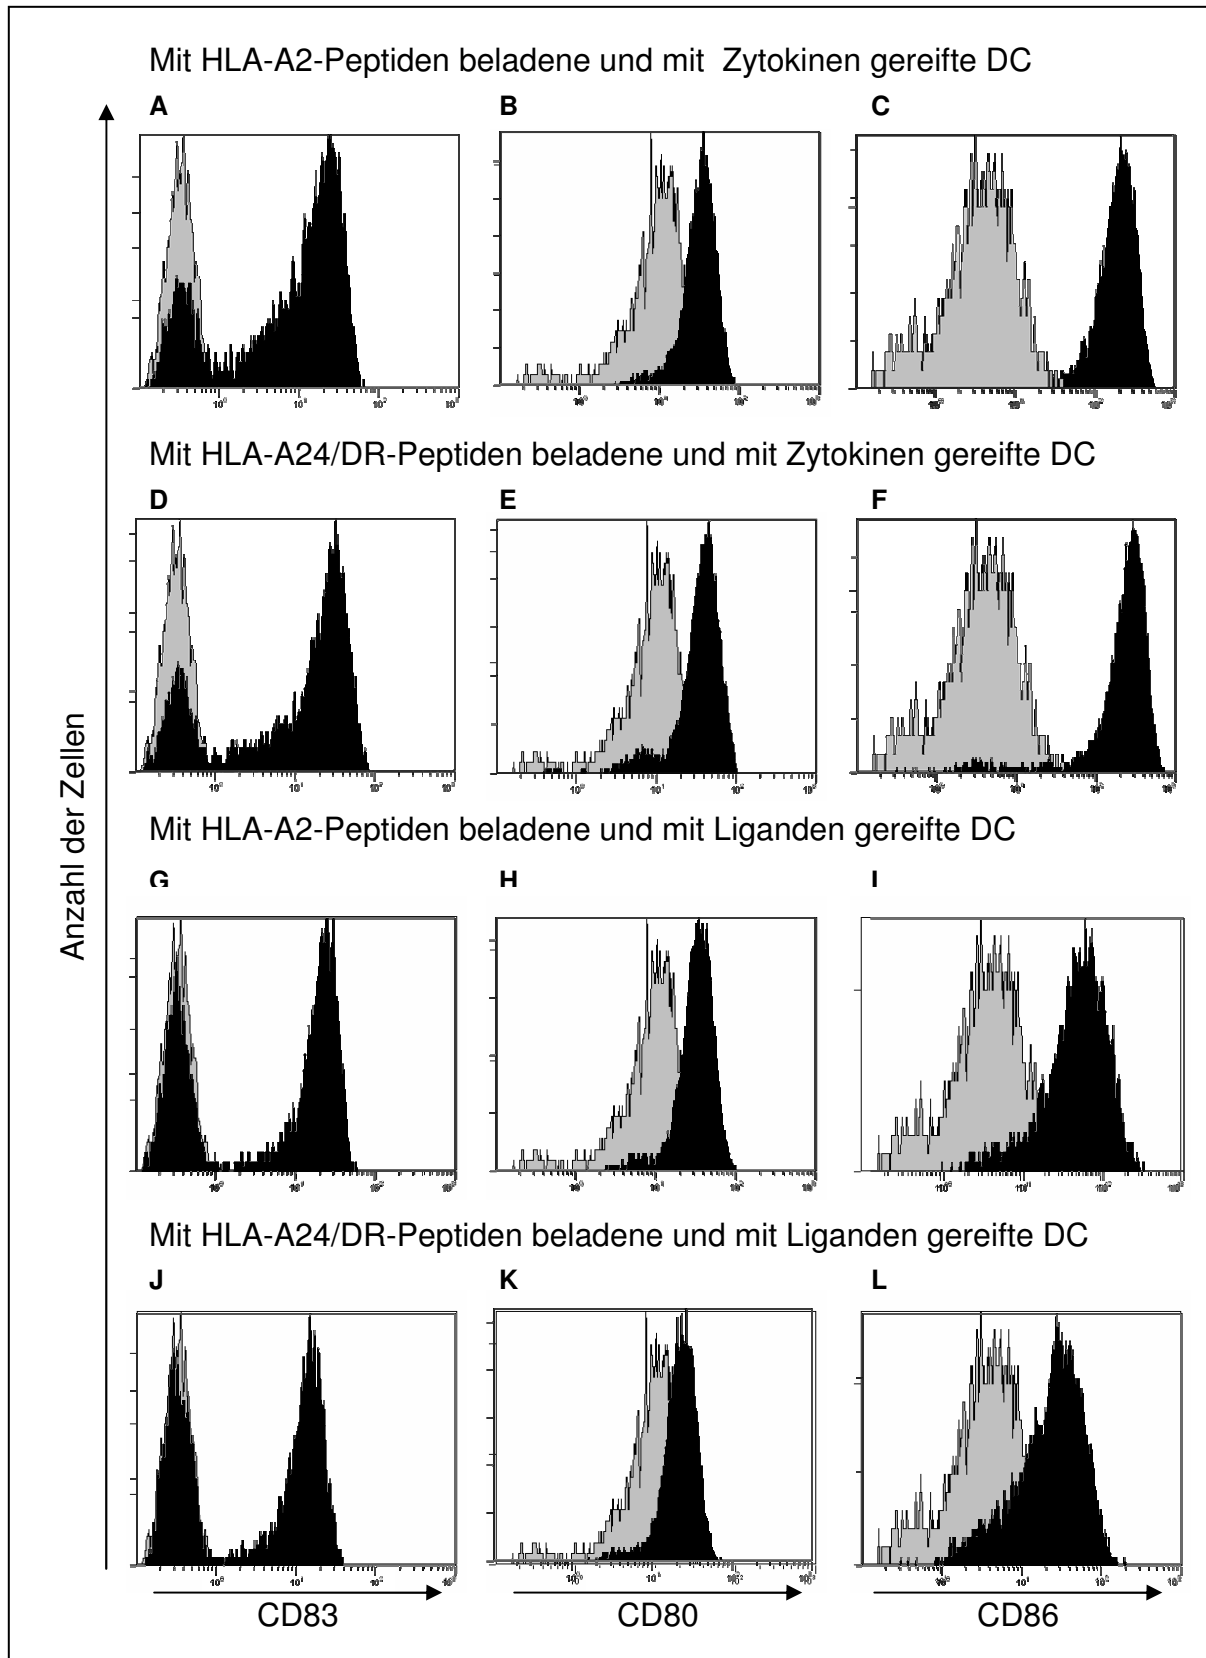 Mit HLA-A2-Peptiden beladene und mit Zytokinen gereifte DC
A B C
Mit HLA-A24/DR-Peptiden beladene und mit Zytokinen gereifte DC
D E F
Mit HLA-A2-Peptiden beladene und mit Liganden gereifte DC
G H I
Mit HLA-A24/DR-Peptiden beladene und mit Liganden gereifte DC
J K L
Anzahl der Zellen
CD83 CD80 CD86